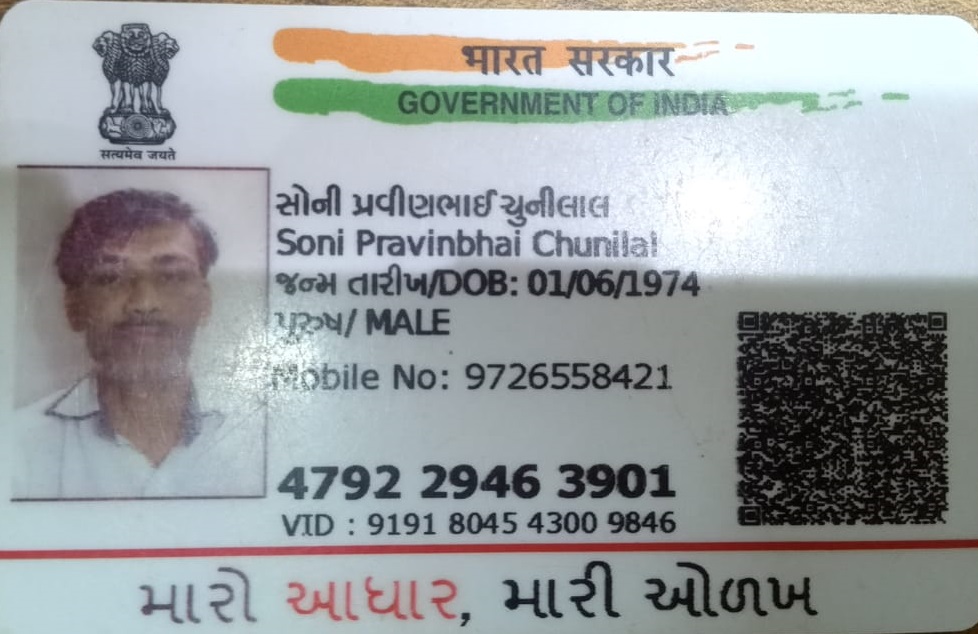 भारत सरकार
GOVERNMENT OF INDIA
सत्यमेव जयते
સોની પ્રવીણભાઈ ચુનીલાલ
Soni Pravinbhai Chunilal
જન્મ તારીખ/DOB: 01/06/1974
પુરુષ/ MALE
Mobile No: 9726558421
4792 2946 3901
VID : 9191 8045 4300 9846
મારો આધાર, મારી ઓળખ